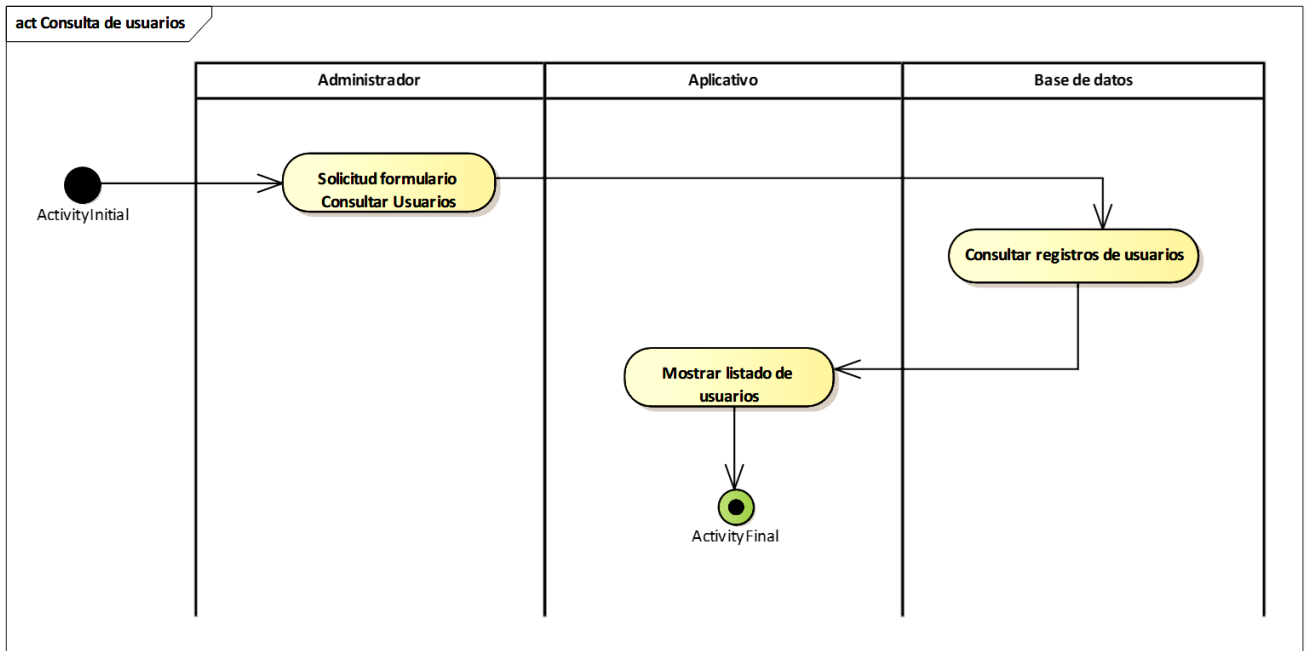 act Consulta de usuarios
Administrador
Aplicativo
Base de datos
Solicitud formulario
Consultar Usuarios
ActivityInitial
Consultar registros de usuarios
Mostrar listado de
usuarios
ActivityFinal